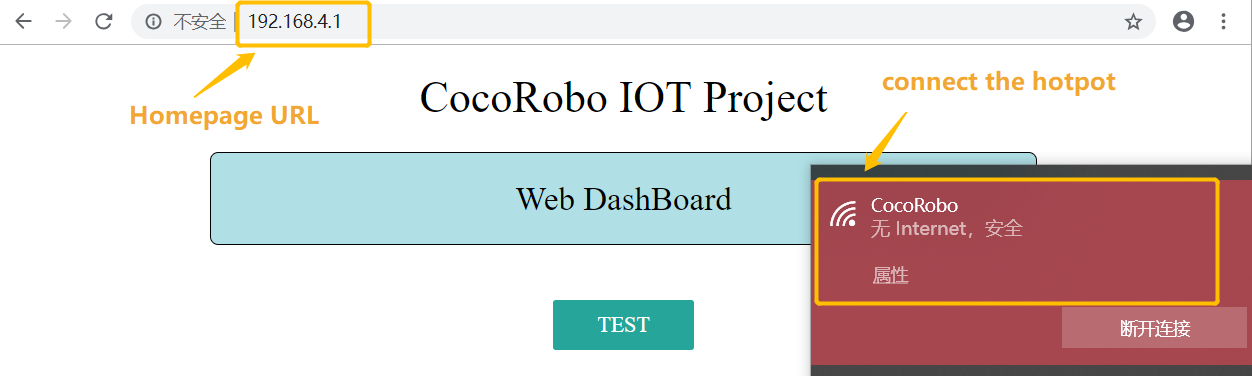 不安全 192.168.4.1
Homepage URL
connect the hotpot
CocoRobo IOT Project
Web DashBoard
CocoRobo
无 Internet，安全
属性
断开连接
TEST